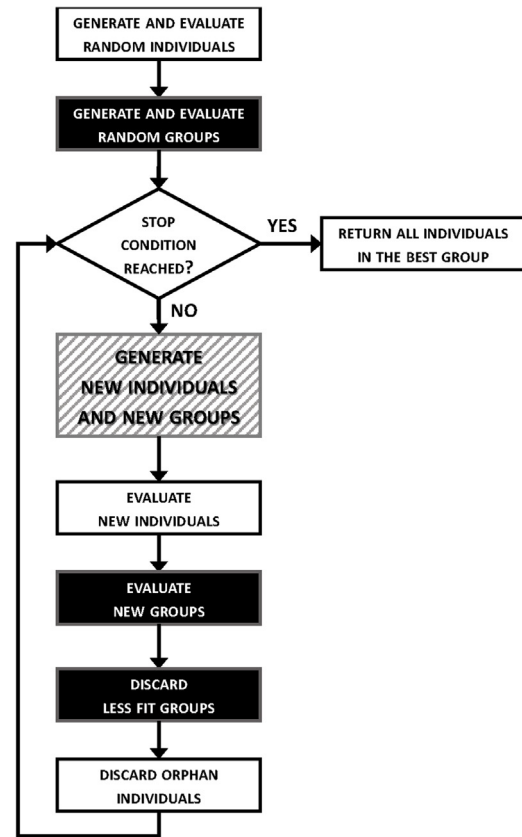 GENERATE AND EVALUATE
RANDOM INDIVIDUALS
GENERATE AND EVALUATE
RANDOM GROUPS
STOP
CONDITION
REACHED?
YES
RETURN ALL INDIVIDUALS
IN THE BEST GROUP
NO
GENERATE
NEW INDIVIDUALS
AND NEW GROUPS
EVALUATE
NEW INDIVIDUALS
EVALUATE
NEW GROUPS
DISCARD
LESS FIT GROUPS
DISCARD ORPHAN
INDIVIDUALS